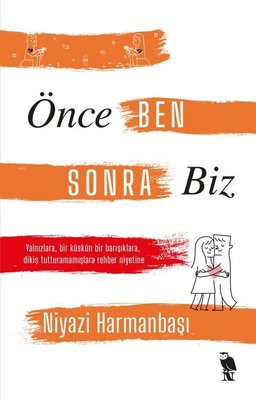 Önce BEN
SONRA Biz
Yalnızlara, bir küskün bir barışıklara,
dikiş tutturamamışlara rehber niyetine
Niyazi Harmanbaşı